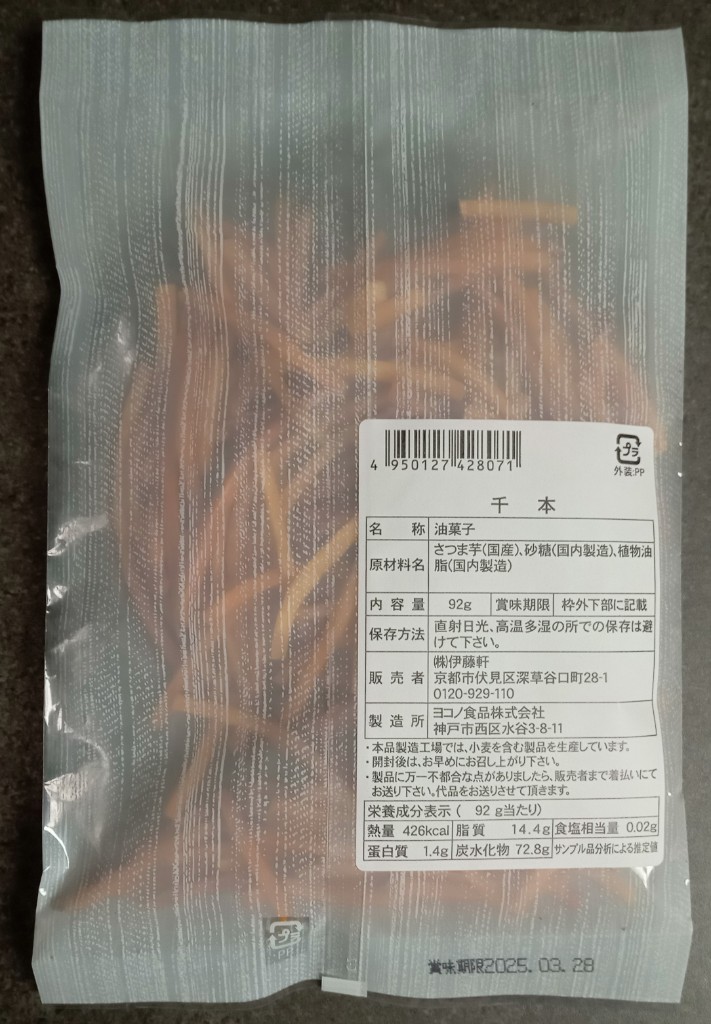 4 950127 428071
プラ
外装:PP
千本
名称 油菓子
原材料名 さつま芋(国産)、砂糖(国内製造)、植物油
脂(国内製造)
内容量 92g 賞味期限 枠外下部に記載
保存方法 直射日光、高温多湿の所での保存は避
けて下さい。
販売者 ㈱伊藤軒
京都市伏見区深草谷口町28-1
0120-929-110
製造所 ヨコノ食品株式会社
神戸市西区水谷3-8-11
・本品製造工場では、小麦を含む製品を生産しています。
・開封後は、お早めにお召し上がり下さい。
・製品に万一不都合な点がありましたら、販売者まで着払いにて
お送り下さい。代品をお送りさせて頂きます。
栄養成分表示( 92g当たり)
熱量 426kcal 脂質 14.4g 食塩相当量 0.02g
蛋白質 1.4g 炭水化物 72.8g サンプル品分析による推定値
プラ
PP
賞味期限2025.03.28